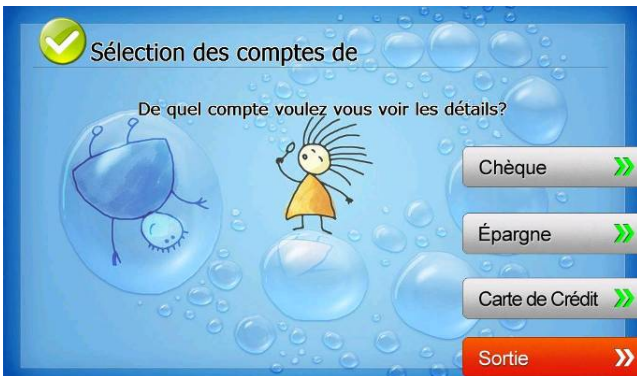 Sélection des comptes de
De quel compte voulez vous voir les détails?
Chèque
Épargne
Carte de Crédit
Sortie